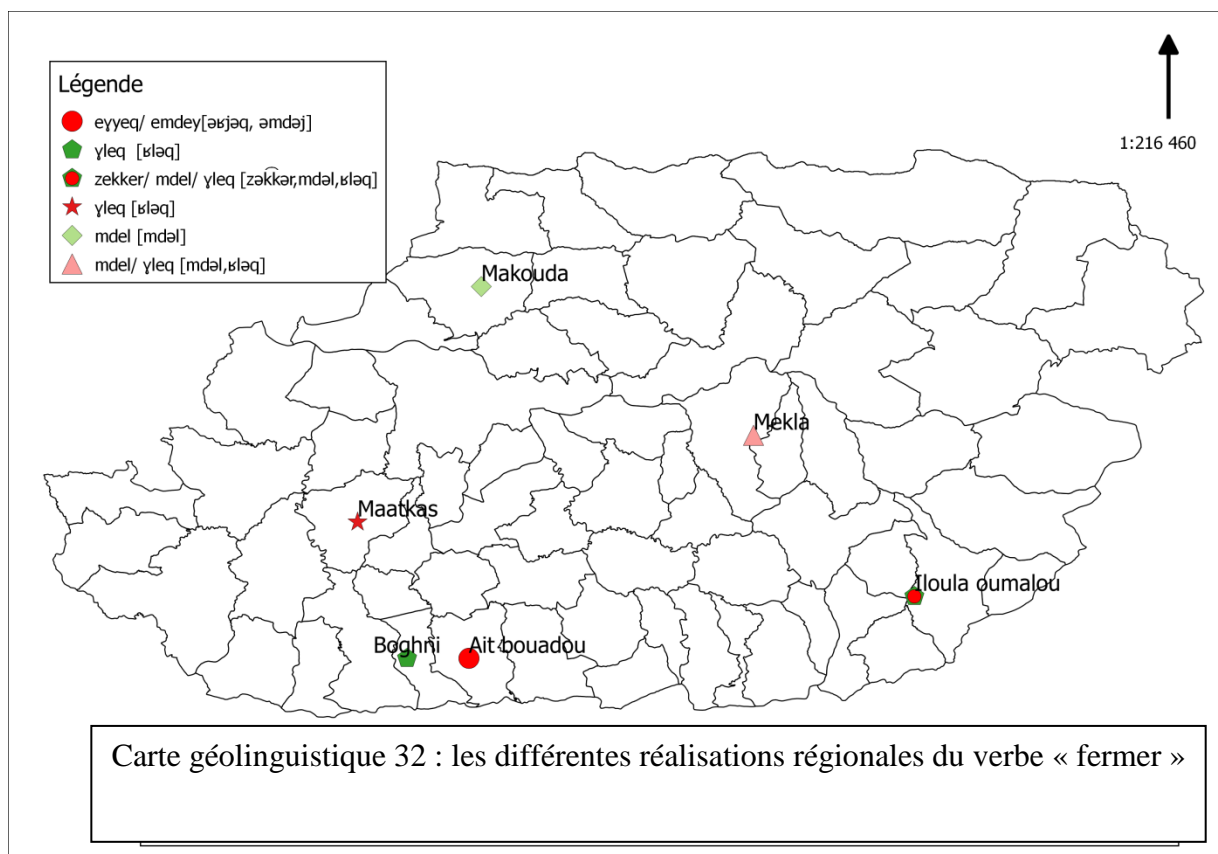 Légende
eɣyeq/ emdey[əʁjəq, əmdəj]
ɣleq [ʁləq]
zekker/ mdel/ ɣleq [zək͡kər,mdəl,ʁləq]
ɣleq [ʁləq]
mdel [mdəl]
mdel/ ɣleq [mdəl,ʁləq]
1:216 460
Makouda
Mekla
Maatkas
Iloula oumalou
Boghni
Ait bouadou
Carte géolinguistique 32 : les différentes réalisations régionales du verbe « fermer »